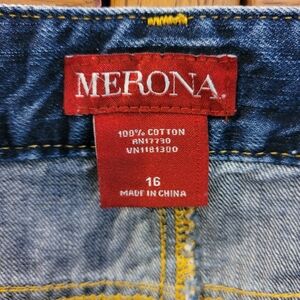 MERONA
100% COTTON
RN17730
VN1181300
16
MADE IN CHINA